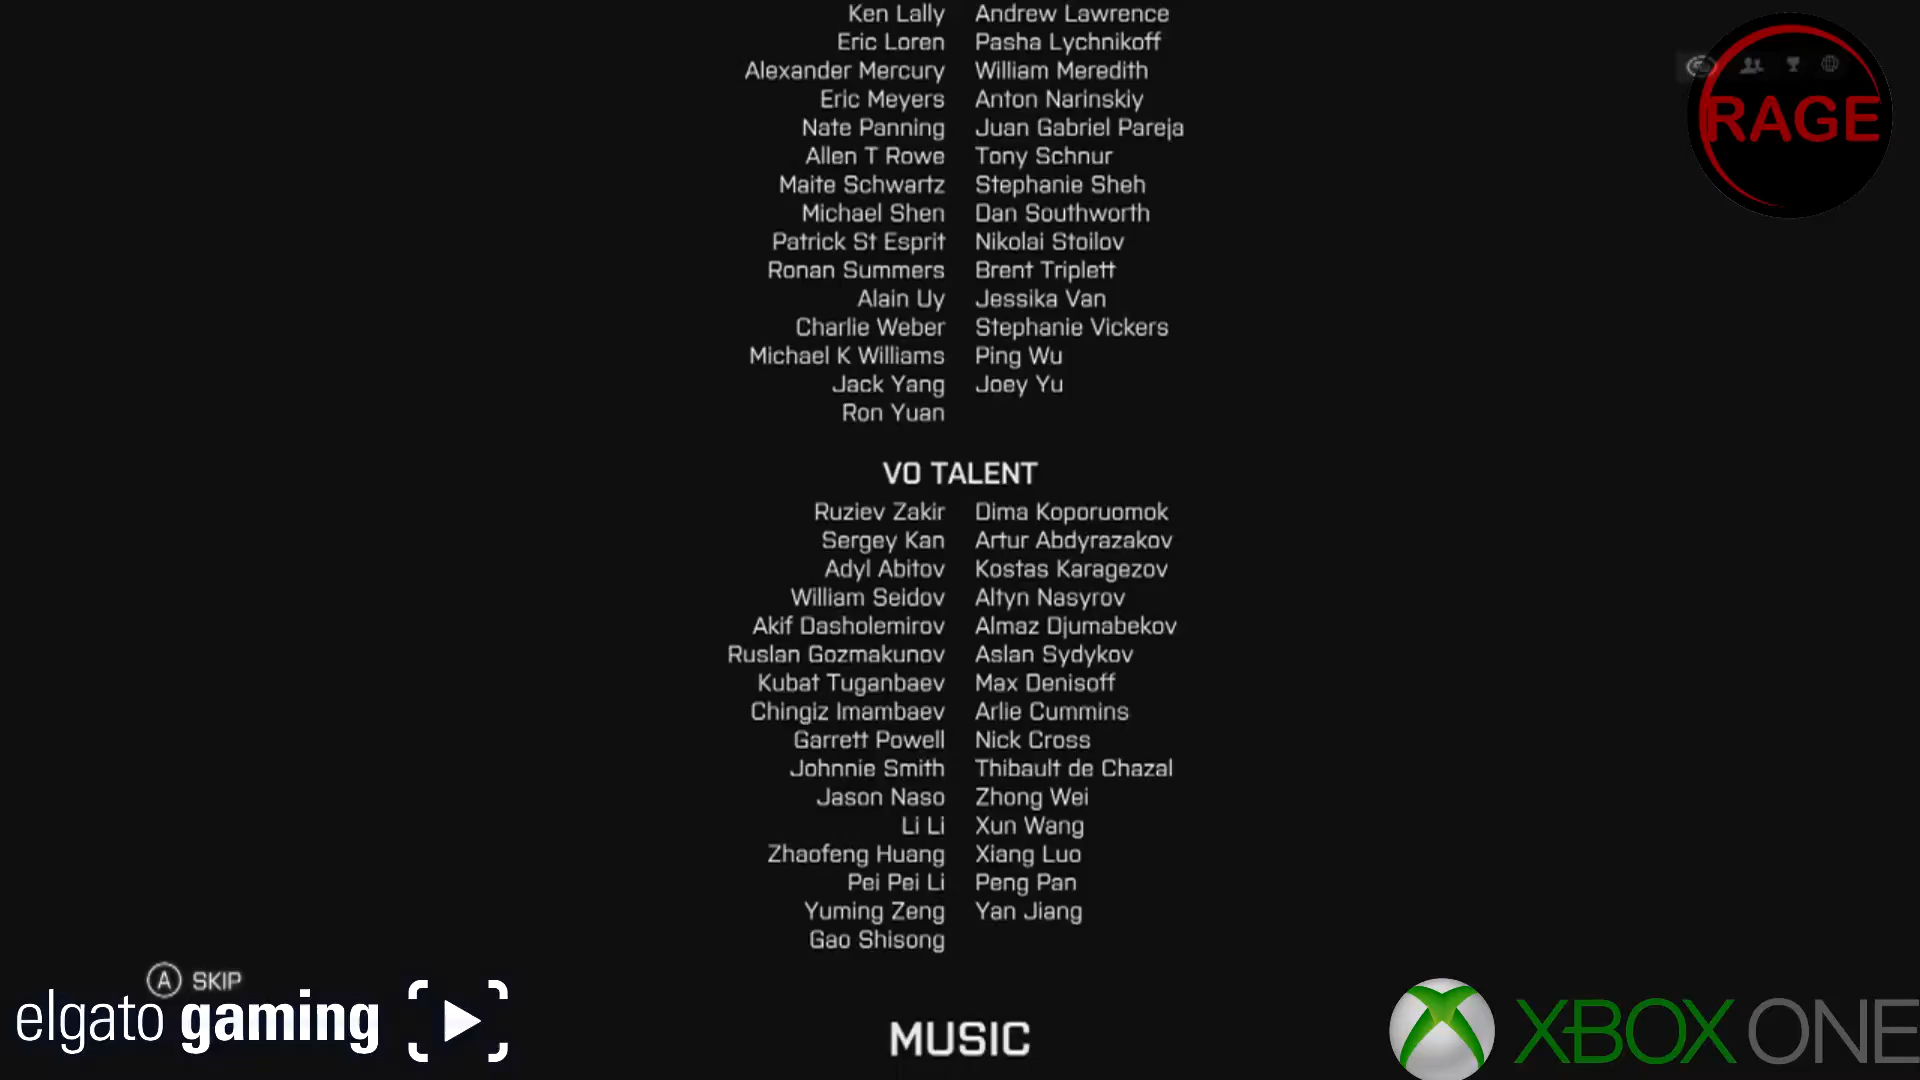 Ken Lally Andrew Lawrence
Eric Loren Pasha Lychnikoff
Alexander Mercury William Meredith
Eric Meyers Anton Narinskiy
Nate Panning Juan Gabriel Pareja
Allen T Rowe Tony Schnur
Maite Schwartz Stephanie Sheh
Michael Shen Dan Southworth
Patrick St Esprit Nikolai Stoilov
Ronan Summers Brent Triplett
Alain Uy Jessika Van
Charlie Weber Stephanie Vickers
Michael K Williams Ping Wu
Jack Yang Joey Yu
Ron Yuan
RAGE
VO TALENT
Ruziev Zakir Dima Koporuomok
Sergey Kan Artur Abdyrazakov
Adyl Abitov Kostas Karagezov
William Seidov Altyn Nasyrov
Akif Dasholemirov Almaz Djumabekov
Ruslan Gozmakunov Aslan Sydykov
Kubat Tuganbaev Max Denisoff
Chingiz Imambaev Arlie Cummins
Garrett Powell Nick Cross
Johnnie Smith Thibault de Chazal
Jason Naso Zhong Wei
Li Li Xun Wang
Zhaofeng Huang Xiang Luo
Pei Pei Li Peng Pan
Yuming Zeng Yan Jiang
Gao Shisong
A SKIP
elgato gaming
MUSIC
XBOX ONE